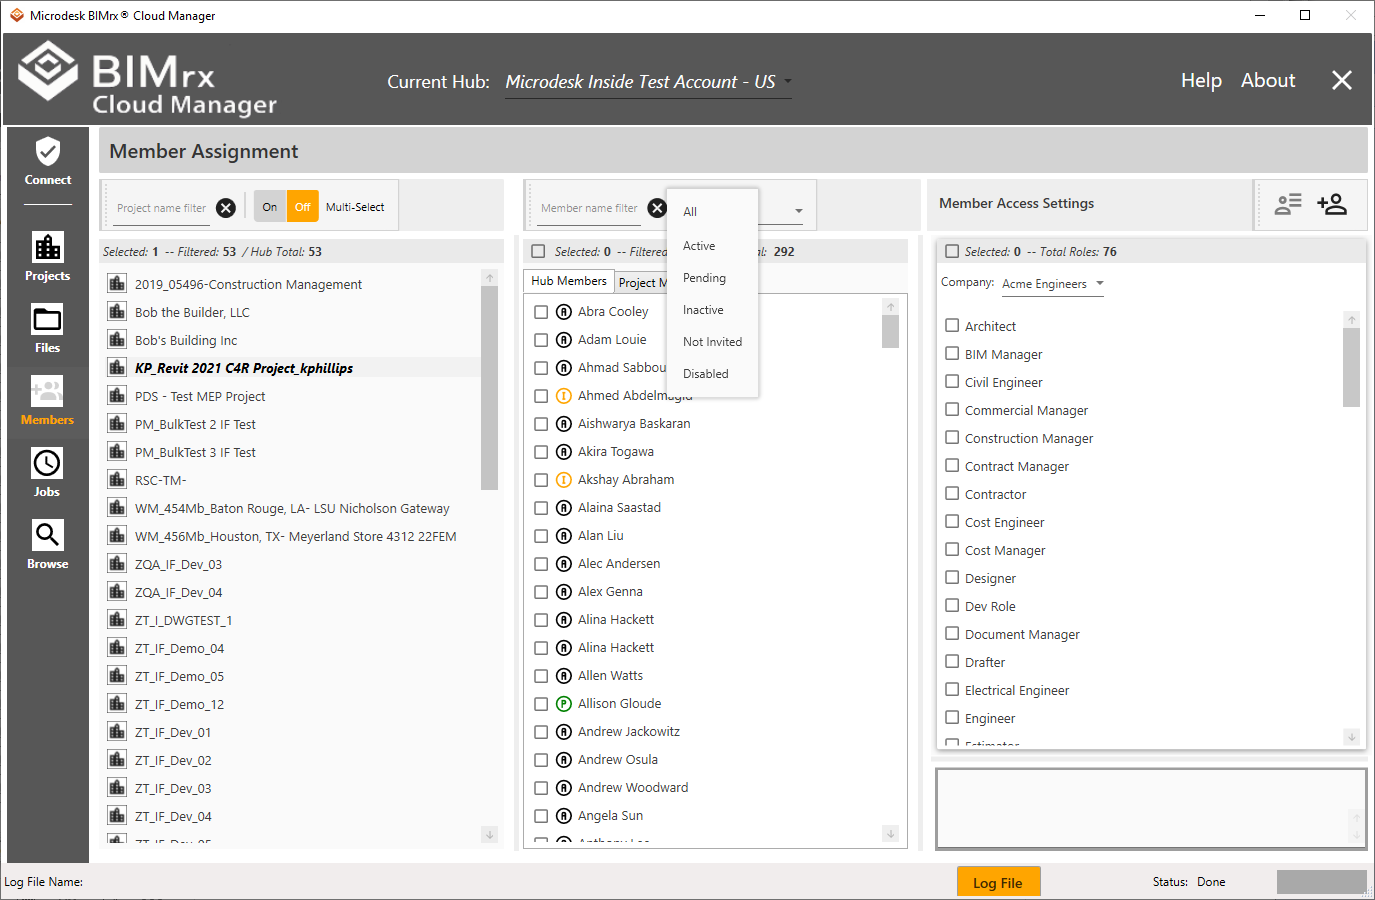 Microdesk BIMrx® Cloud Manager
BIMrx
Cloud Manager
Current Hub: Microdesk Inside Test Account - US
Help About
Connect
Projects
Files
Members
Jobs
Browse
Member Assignment
Project name filter
On Off Multi-Select
Selected: 1 -- Filtered: 53 / Hub Total: 53
2019_05496-Construction Management
Bob the Builder, LLC
Bob's Building Inc
KP_Revit 2021 C4R Project_kphillips
PDS - Test MEP Project
PM_BulkTest 2 IF Test
PM_BulkTest 3 IF Test
RSC-TM-
WM_454Mb_Baton Rouge, LA- LSU Nicholson Gateway
WM_456Mb_Houston, TX- Meyerland Store 4312 22FEM
ZQA_IF_Dev_03
ZQA_IF_Dev_04
ZT_I_DWGTEST_1
ZT_IF_Demo_04
ZT_IF_Demo_05
ZT_IF_Demo_12
ZT_IF_Dev_01
ZT_IF_Dev_02
ZT_IF_Dev_03
ZT_IF_Dev_04
Member name filter
All
Active
Pending
Inactive
Not Invited
Disabled
Selected: 0 -- Filtere 292
Hub Members Project M
A Abra Cooley
A Adam Louie
A Ahmad Sabbou
I Ahmed Abdelmagid
A Aishwarya Baskaran
A Akira Togawa
I Akshay Abraham
A Alaina Saastad
A Alan Liu
A Alec Andersen
A Alex Genna
A Alina Hackett
A Alina Hackett
A Allen Watts
P Allison Gloude
A Andrew Jackowitz
A Andrew Osula
A Andrew Woodward
A Angela Sun
Member Access Settings
Selected: 0 -- Total Roles: 76
Company: Acme Engineers
Architect
BIM Manager
Civil Engineer
Commercial Manager
Construction Manager
Contract Manager
Contractor
Cost Engineer
Cost Manager
Designer
Dev Role
Document Manager
Drafter
Electrical Engineer
Engineer
Estimator
Log File Name:
Log File
Status: Done